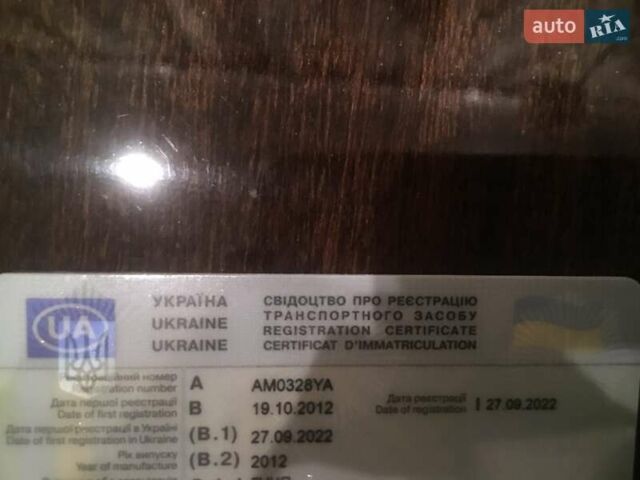 auto RIA.com
УКРАЇНА СВІДОЦТВО ПРО РЕЄСТРАЦІЮ
ТРАНСПОРТНОГО ЗАСОБУ
UKRAINE REGISTRATION CERTIFICATE
UKRAINE CERTIFICAT D'IMMATRICULATION
UA
номер
Registration number A AM0328YA
Дата першої реєстрації
Date of first registration B 19.10.2012
Дата реєстрації
Date of registration I 27.09.2022
Дата першої реєстрації в Україні
Date of first registration in Ukraine (B.1) 27.09.2022
Рік випуску
Year of manufacture (B.2) 2012